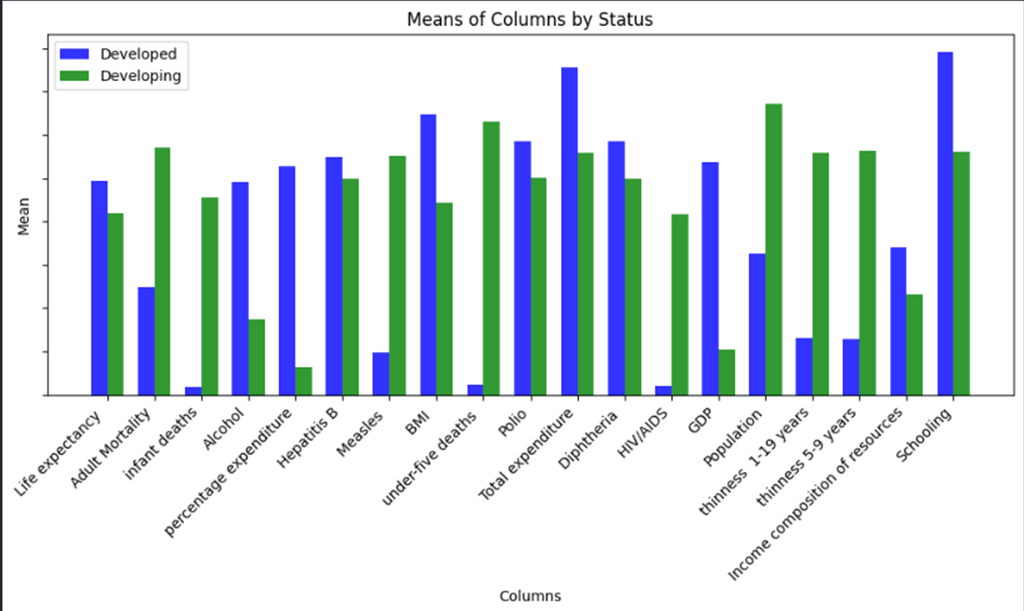 Means of Columns by Status
Developed
Developing
Mean
Life expectancy
Adult Mortality
infant deaths
Alcohol
percentage expenditure
Hepatitis B
Measles
BMI
under-five deaths
Polio
Total expenditure
Diphtheria
HIV/AIDS
GDP
Population
thinness  1-19 years
thinness 5-9 years
Income composition of resources
Schooling
Columns